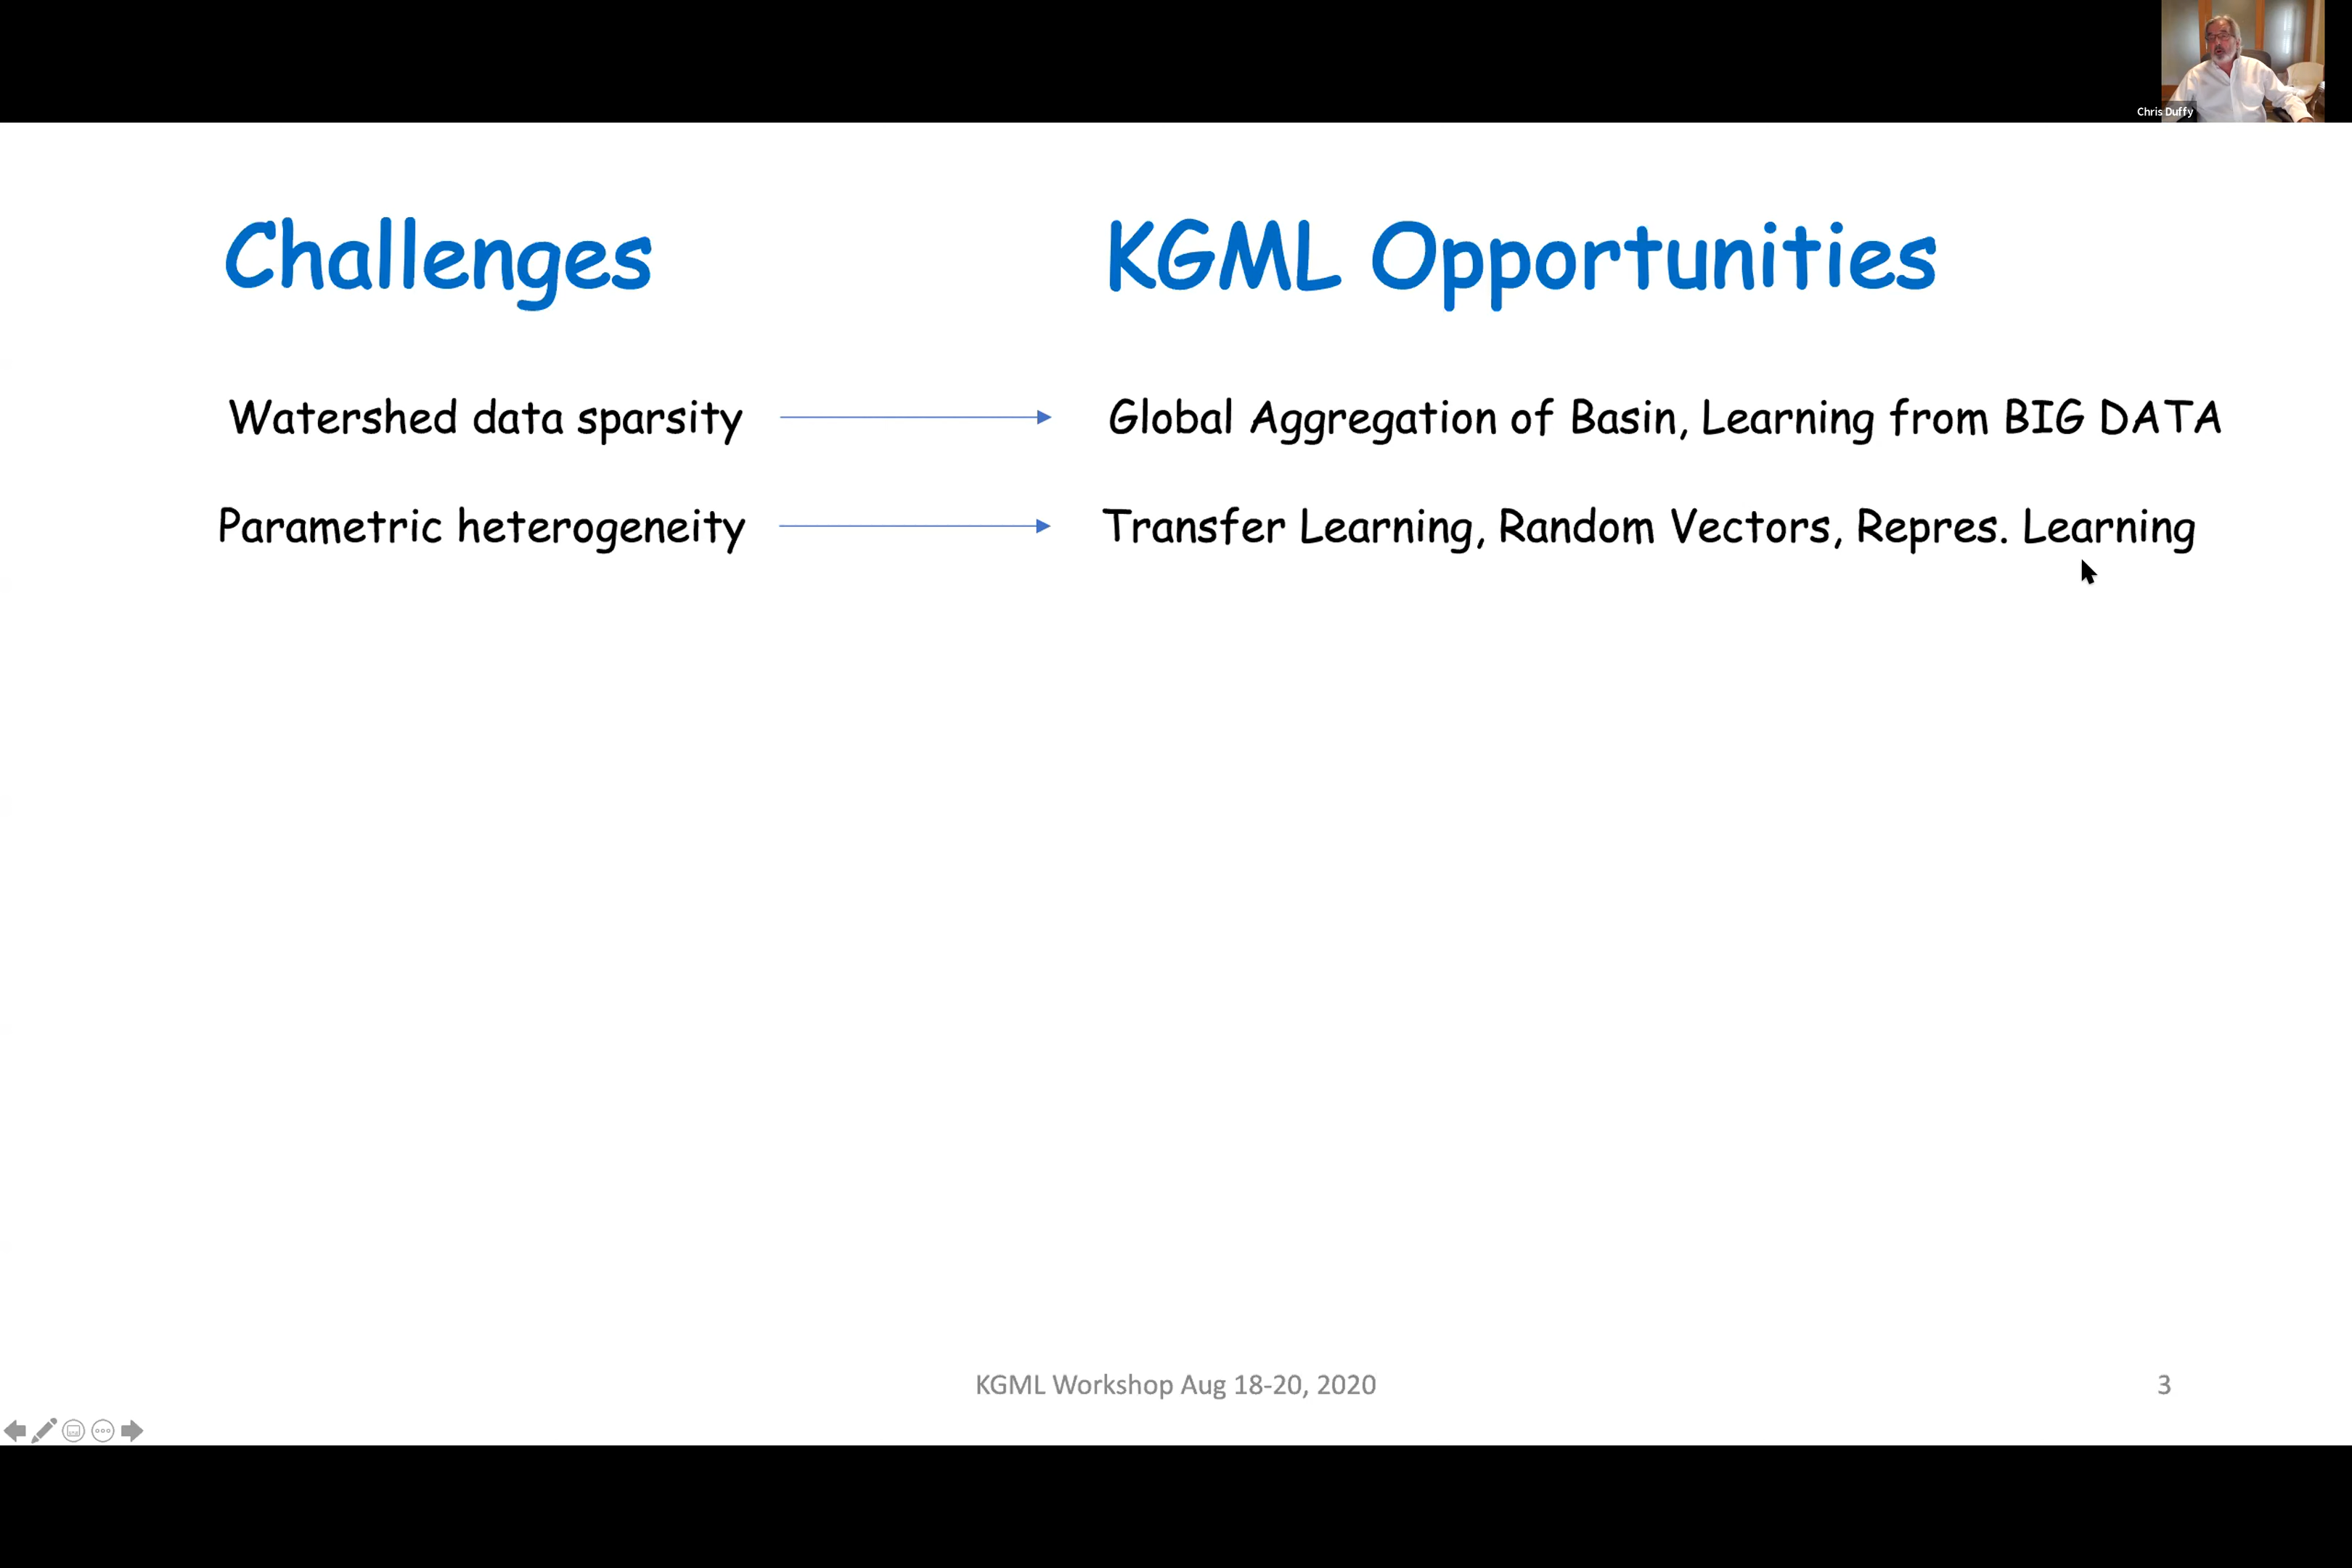 Chris Duffy
Challenges
KGML Opportunities
Watershed data sparsity
Global Aggregation of Basin, Learning from BIG DATA
Parametric heterogeneity
Transfer Learning, Random Vectors, Repres. Learning
KGML Workshop Aug 18-20, 2020
3